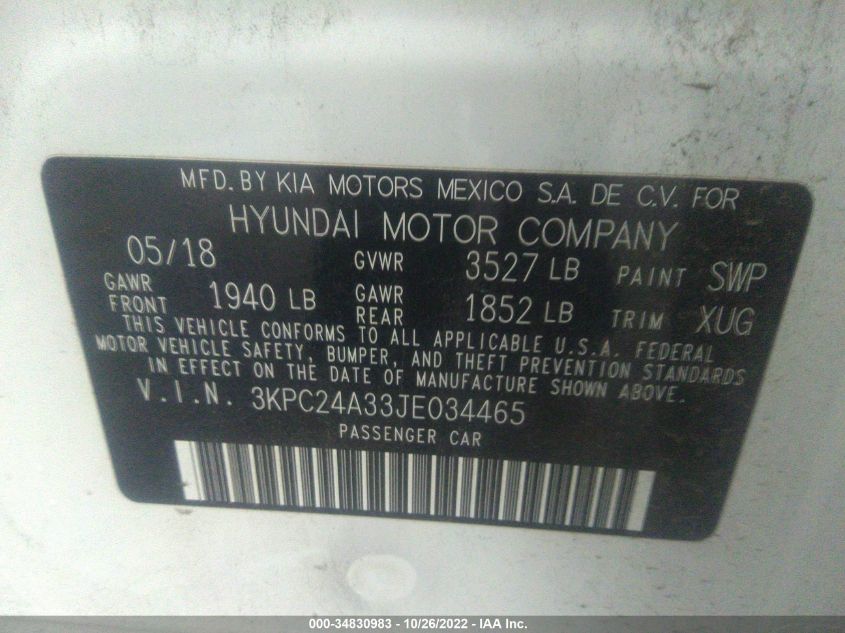 MFD. BY KIA MOTORS MEXICO S.A. DE C.V. FOR
HYUNDAI MOTOR COMPANY
05/18 GVWR 3527 LB PAINT SWP
GAWR FRONT 1940 LB GAWR REAR 1852 LB TRIM XUG
THIS VEHICLE CONFORMS TO ALL APPLICABLE U.S.A. FEDERAL
MOTOR VEHICLE SAFETY, BUMPER, AND THEFT PREVENTION STANDARDS
IN EFFECT ON THE DATE OF MANUFACTURE SHOWN ABOVE.
V.I.N. 3KPC24A33JE034465
PASSENGER CAR
000-34830983 - 10/26/2022 - IAA Inc.